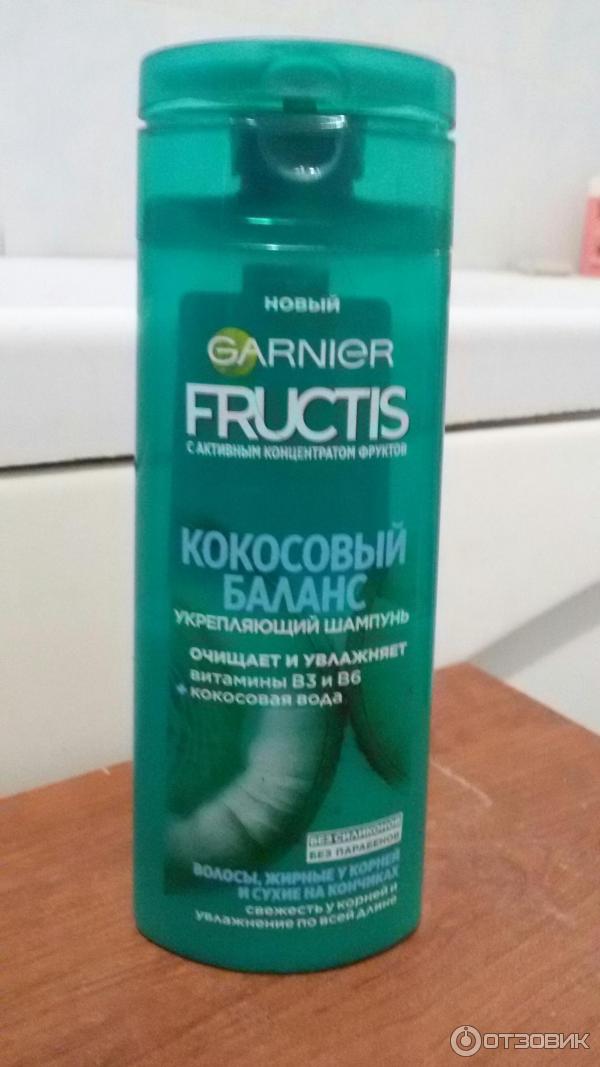 НОВЫЙ
GARNIER
FRUCTIS
С АКТИВНЫМ КОНЦЕНТРАТОМ ФРУКТОВ
КОКОСОВЫЙ
БАЛАНС
УКРЕПЛЯЮЩИЙ ШАМПУНЬ
ОЧИЩАЕТ И УВЛАЖНЯЕТ
ВИТАМИНЫ B3 И B6
+ КОКОСОВАЯ ВОДА
БЕЗ СИЛИКОНОВ
БЕЗ ПАРАБЕНОВ
ВОЛОСЫ, ЖИРНЫЕ У КОРНЕЙ
И СУХИЕ НА КОНЧИКАХ
СВЕЖЕСТЬ У КОРНЕЙ И
УВЛАЖНЕНИЕ ПО ВСЕЙ ДЛИНЕ
ОТЗОВИК